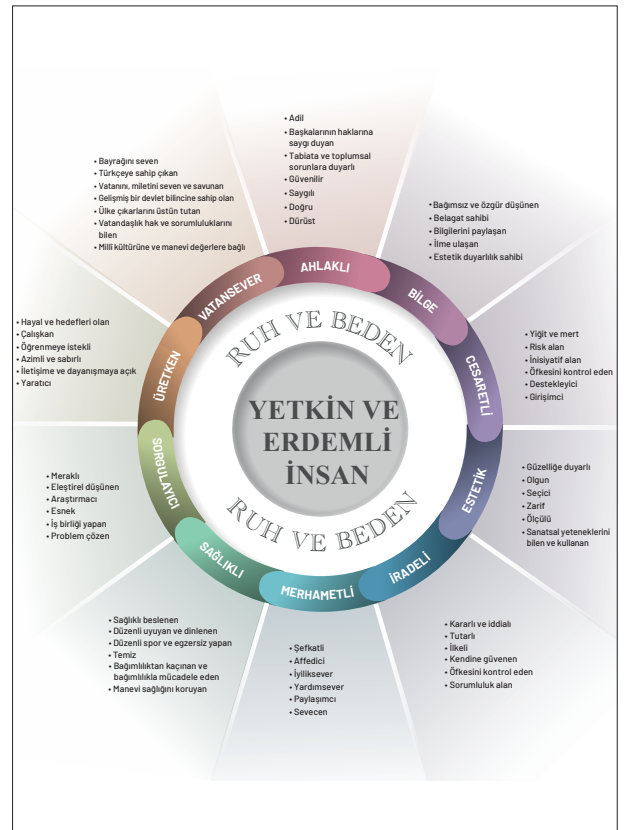 • Adil
• Başkalarının haklarına
saygı duyan
• Tabiata ve toplumsal
sorunlara duyarlı
• Güvenilir
• Saygılı
• Doğru
• Dürüst
• Bayrağını seven
• Türkçeye sahip çıkan
• Vatanını, milletini seven ve savunan
• Gelişmiş bir devlet bilincine sahip olan
• Ülke çıkarlarını üstün tutan
• Vatandaşlık hak ve sorumluluklarını
bilen
• Millî kültürüne ve manevi değerlere bağlı
• Bağımsız ve özgür düşünen
• Belagat sahibi
• Bilgilerini paylaşan
• İlme ulaşan
• Estetik duyarlılık sahibi
AHLAKLI
VATANSEVER
BİLGE
RUH VE BEDEN
• Hayal ve hedefleri olan
• Çalışkan
• Öğrenmeye istekli
• Azimli ve sabırlı
• İletişime ve dayanışmaya açık
• Yaratıcı
ÜRETKEN
CESARETLİ
• Yiğit ve mert
• Risk alan
• İnisiyatif alan
• Öfkesini kontrol eden
• Destekleyici
• Girişimci
YETKİN VE
ERDEMLİ
İNSAN
• Meraklı
• Eleştirel düşünen
• Araştırmacı
• Esnek
• İş birliği yapan
• Problem çözen
SORGULAYICI
ESTETİK
• Güzelliğe duyarlı
• Olgun
• Seçici
• Zarif
• Ölçülü
• Sanatsal yeteneklerini
bilen ve kullanan
RUH VE BEDEN
SAĞLIKLI
MERHAMETLİ
İRADELİ
• Sağlıklı beslenen
• Düzenli uyuyan ve dinlenen
• Düzenli spor ve egzersiz yapan
• Temiz
• Bağımlılıktan kaçınan ve
bağımlılıkla mücadele eden
• Manevi sağlığını koruyan
• Şefkatli
• Affedici
• İyiliksever
• Yardımsever
• Paylaşımcı
• Sevecen
• Kararlı ve iddialı
• Tutarlı
• İlkeli
• Kendine güvenen
• Öfkesini kontrol eden
• Sorumluluk alan